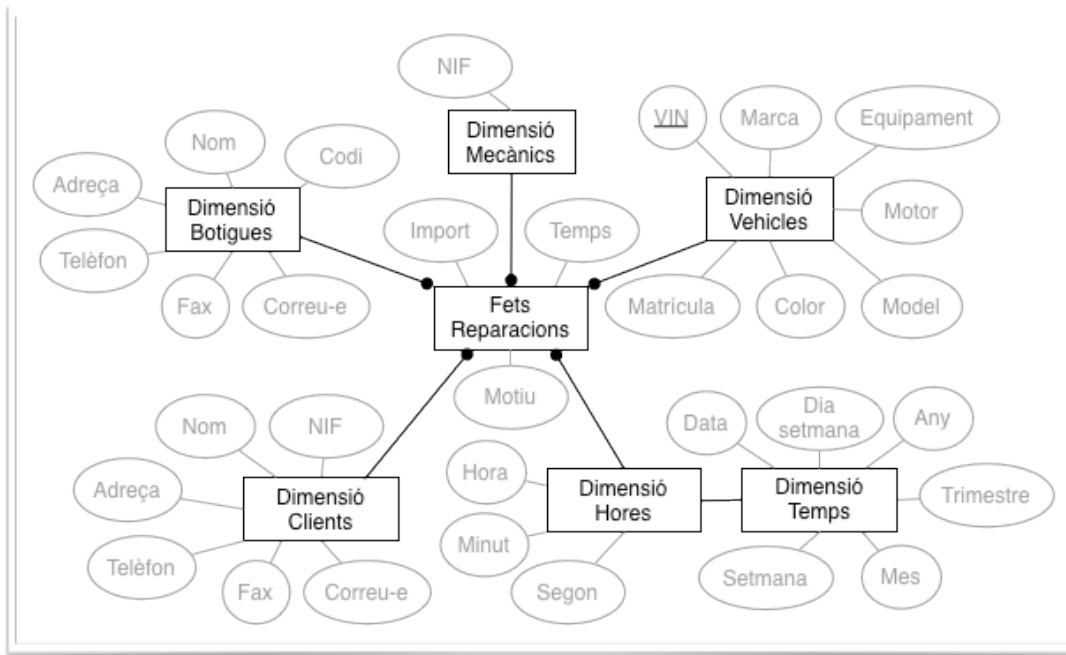 NIF
Dimensió
Mecànics
VIN
Marca
Equipament
Nom
Codi
Adreça
Dimensió
Botigues
Telèfon
Fax
Correu-e
Import
Temps
Dimensió
Vehicles
Motor
Matrícula
Color
Model
Fets
Reparacions
Motiu
Nom
NIF
Adreça
Dimensió
Clients
Telèfon
Fax
Correu-e
Hora
Minut
Segon
Dimensió
Hores
Data
Dia
setmana
Any
Dimensió
Temps
Trimestre
Setmana
Mes